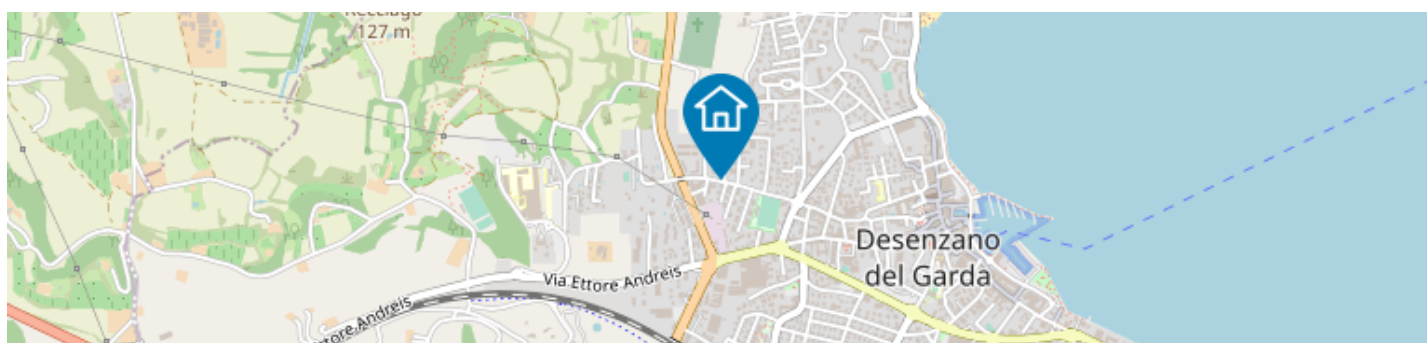 127 m
Via Ettore Andreis
Desenzano
del Garda
Ettore Andreis